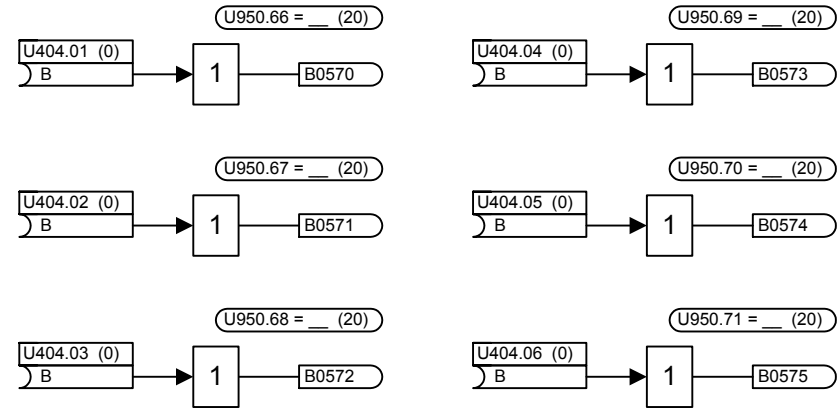 U950.66 = __ (20)
U404.01 (0)
B
1
B0570
U950.67 = __ (20)
U404.02 (0)
B
1
B0571
U950.68 = __ (20)
U404.03 (0)
B
1
B0572
U950.69 = __ (20)
U404.04 (0)
B
1
B0573
U950.70 = __ (20)
U404.05 (0)
B
1
B0574
U950.71 = __ (20)
U404.06 (0)
B
1
B0575